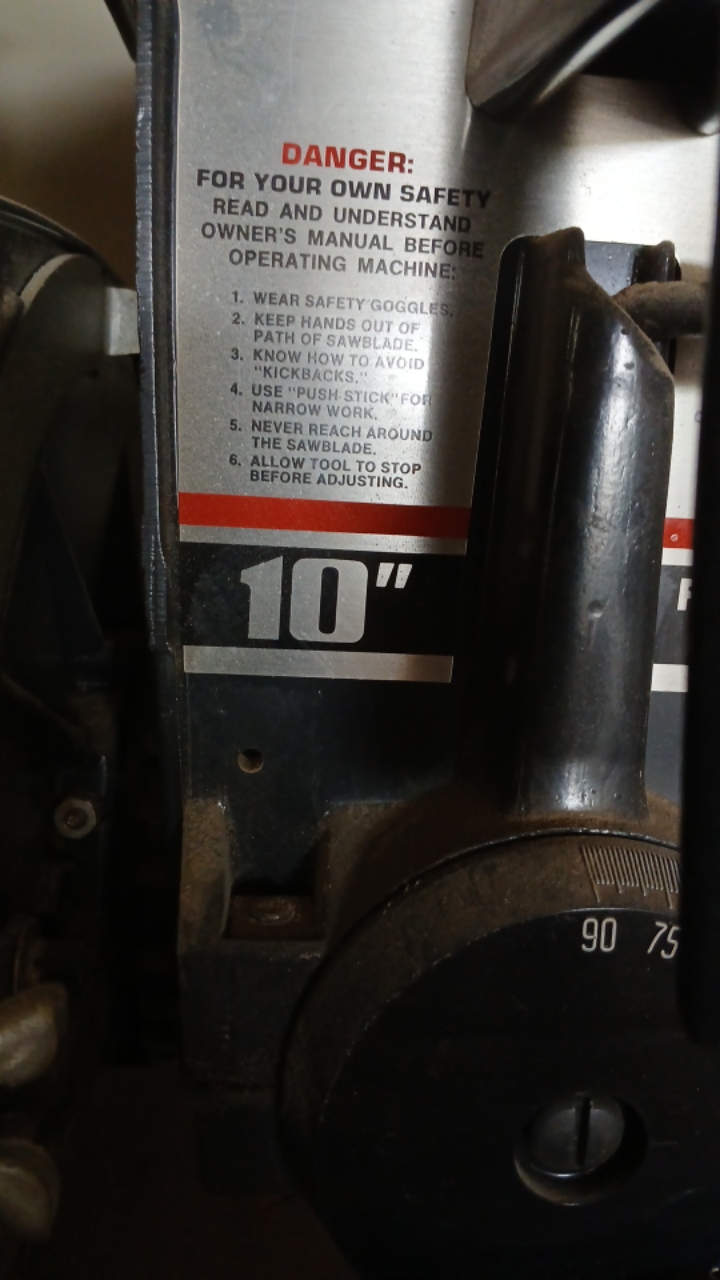 DANGER:
FOR YOUR OWN SAFETY
READ AND UNDERSTAND
OWNER'S MANUAL BEFORE
OPERATING MACHINE:
1. WEAR SAFETY GOGGLES.
2. KEEP HANDS OUT OF
PATH OF SAWBLADE.
3. KNOW HOW TO AVOID
"KICKBACKS."
4. USE "PUSH STICK" FOR
NARROW WORK.
5. NEVER REACH AROUND
THE SAWBLADE.
6. ALLOW TOOL TO STOP
BEFORE ADJUSTING.
10"
90 75